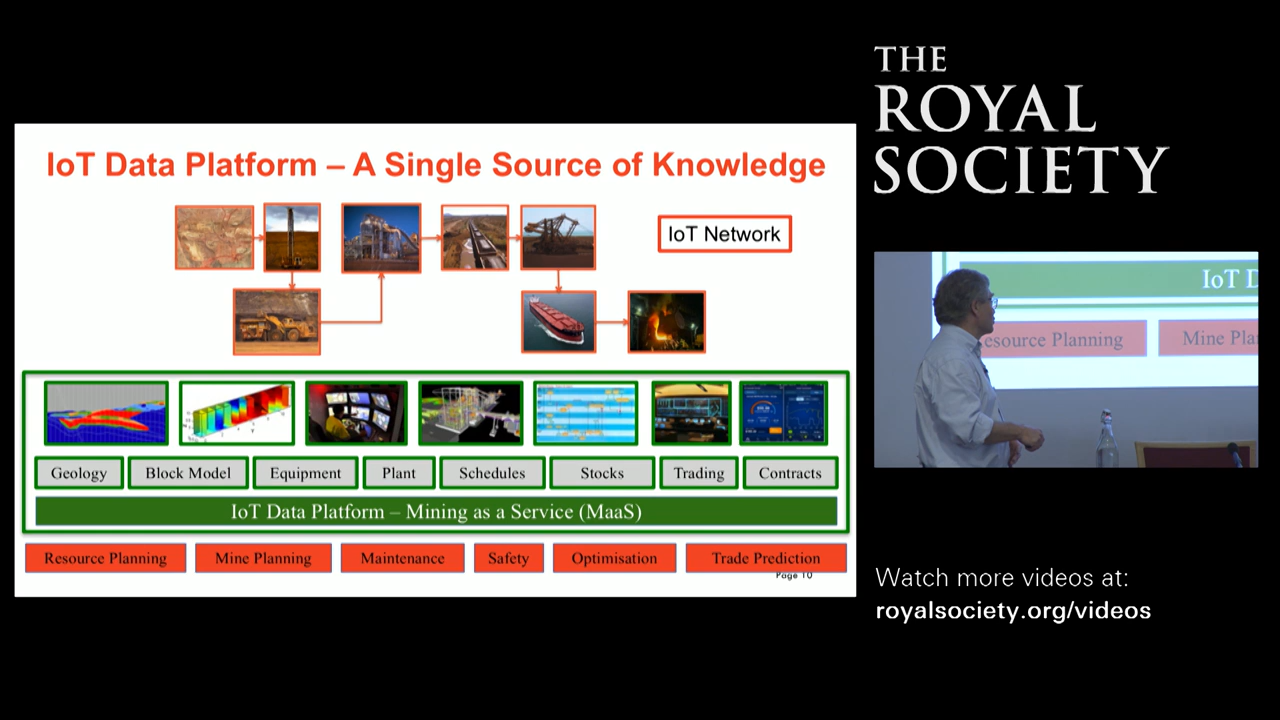 THE
ROYAL
SOCIETY
IoT Data Platform – A Single Source of Knowledge
IoT Network
Geology
Block Model
Equipment
Plant
Schedules
Stocks
Trading
Contracts
IoT Data Platform – Mining as a Service (MaaS)
Resource Planning
Mine Planning
Maintenance
Safety
Optimisation
Trade Prediction
Page 10
IoT D
esource Planning
Mine Pla
Watch more videos at:
royalsociety.org/videos